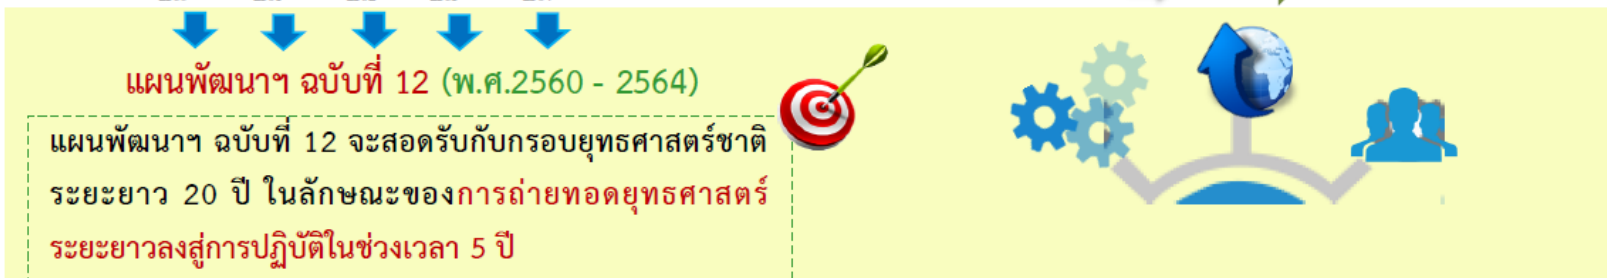 แผนพัฒนาฯ ฉบับที่ 12 (พ.ศ.2560 - 2564)
แผนพัฒนาฯ ฉบับที่ 12 จะสอดรับกับกรอบยุทธศาสตร์ชาติ
ระยะยาว 20 ปี ในลักษณะของการถ่ายทอดยุทธศาสตร์
ระยะยาวลงสู่การปฏิบัติในช่วงเวลา 5 ปี